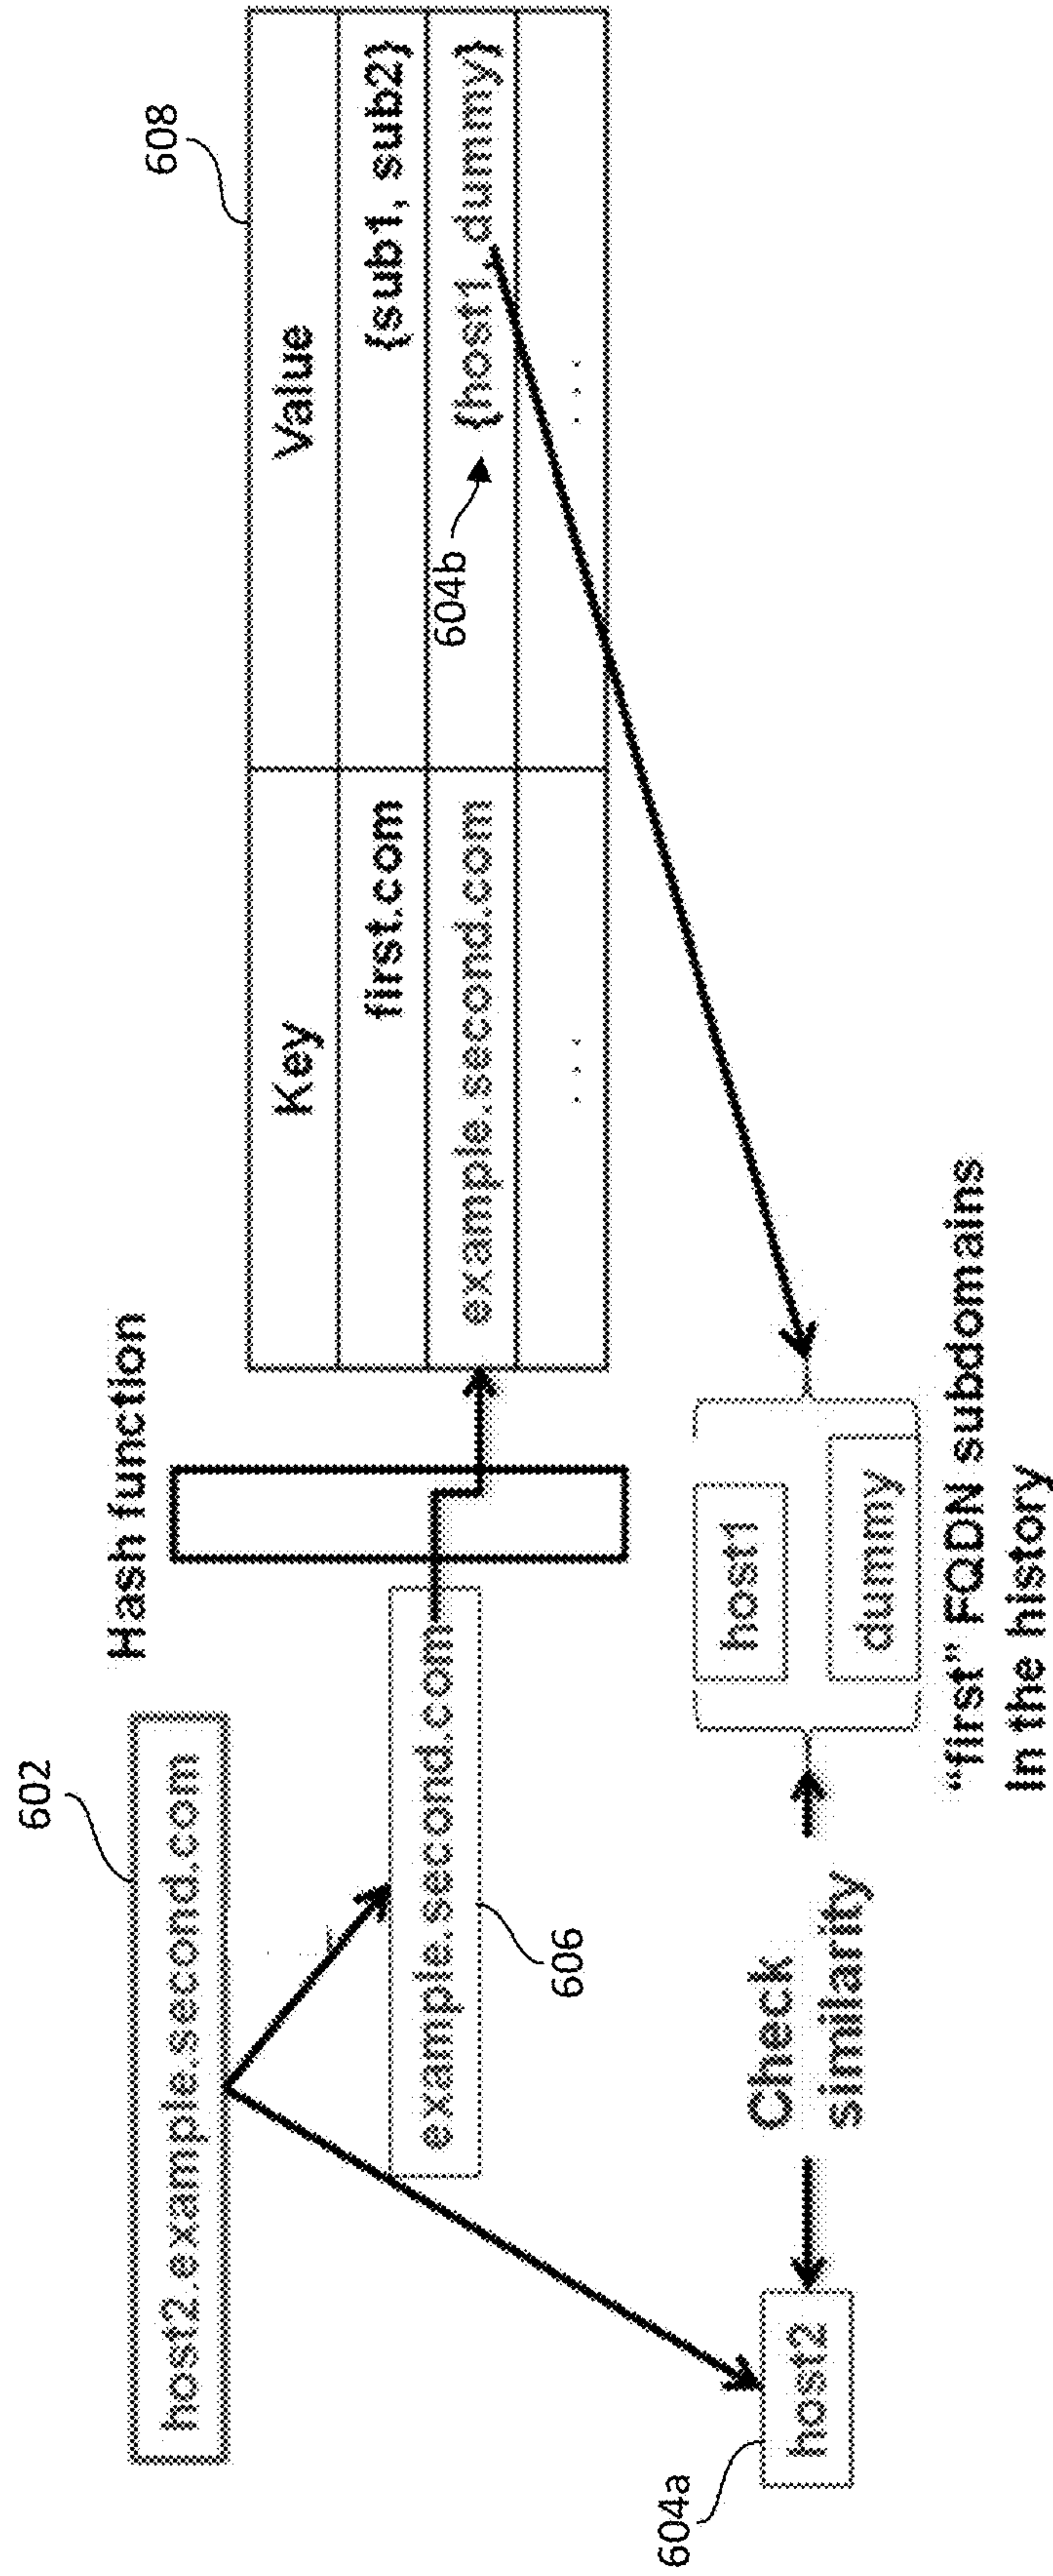 602
host2.example.second.com
Hash function
608
Key
Value
first.com
{sub1, sub2}
example.second.com
604b
{host1, dummy}
...
...
example.second.com
606
604a
host2
Check
similarity
host1
dummy
"first" FQDN subdomains
in the history